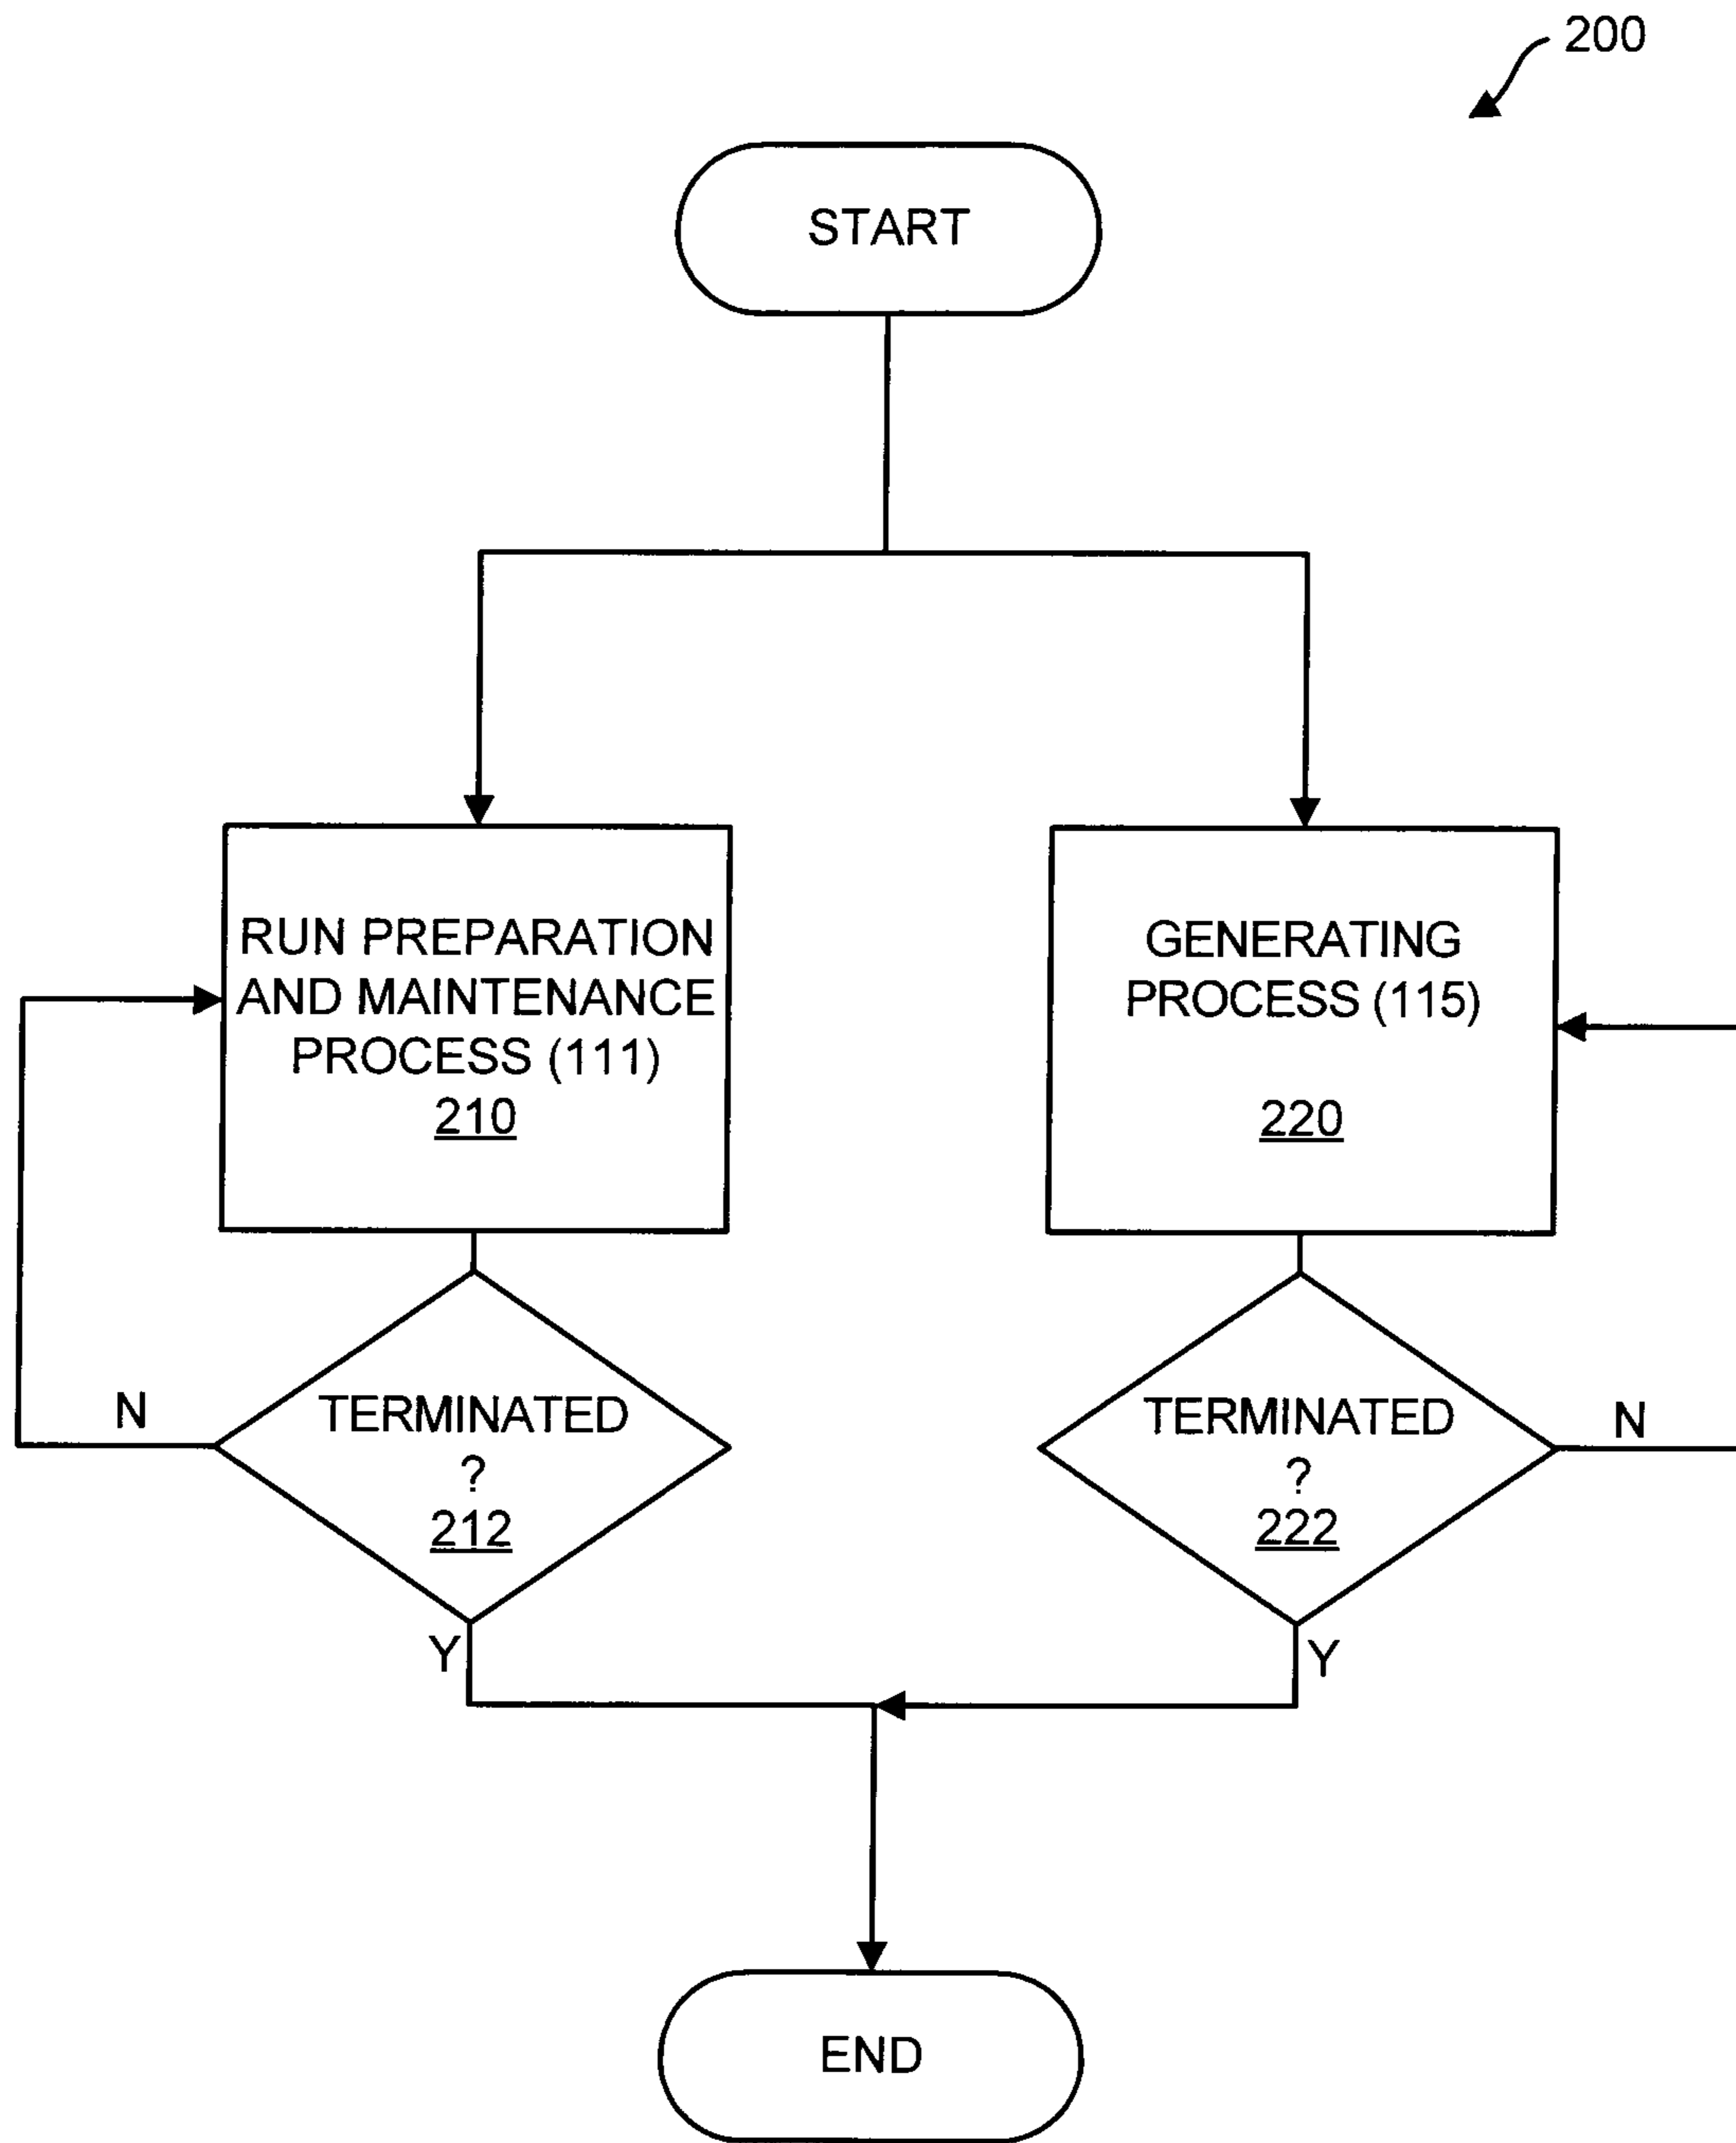 200
START
RUN PREPARATION
AND MAINTENANCE
PROCESS (111)
210
GENERATING
PROCESS (115)
220
N
TERMINATED
?
212
Y
TERMINATED
?
222
N
Y
END